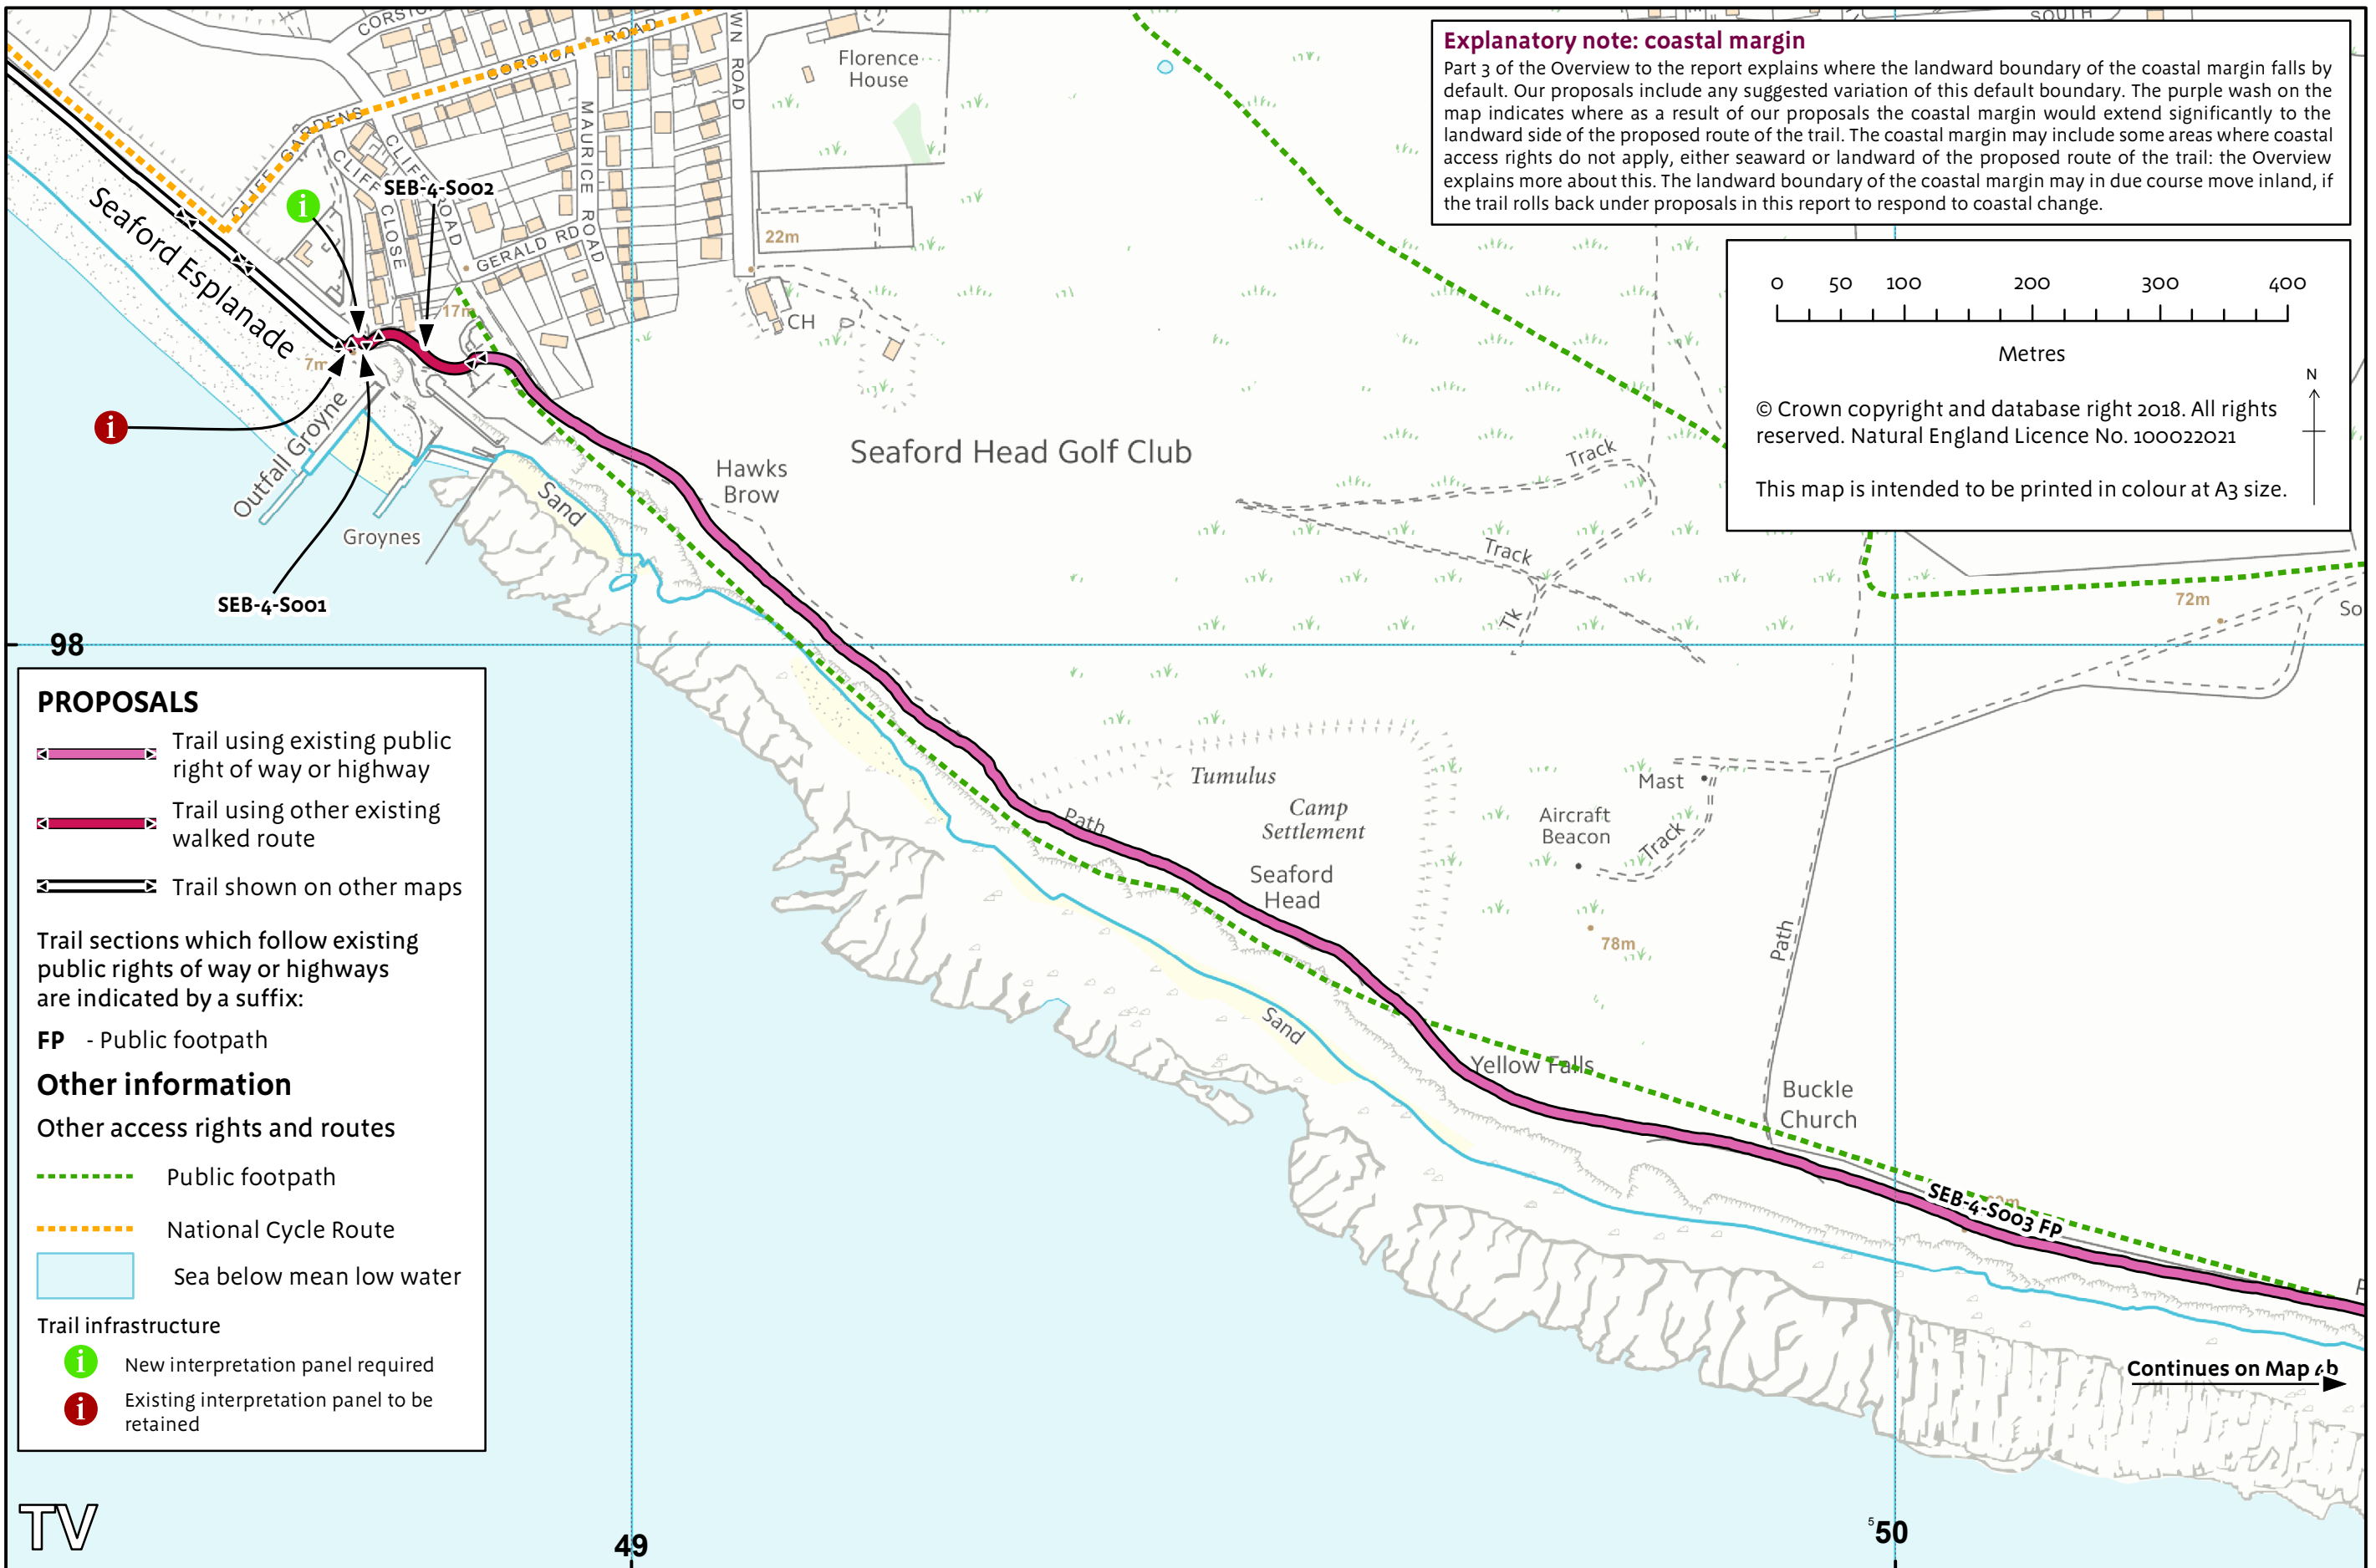 CORSICA ROAD
WN ROAD
SOUTH
Florence
House
GARDENS
CLIFF
CLIFF CLOSE
CLIFF ROAD
MAURICE ROAD
GERALD RD
SEB-4-S002
22m
17m
7m
CH
Seaford Esplanade
Outfall Groyne
Groynes
Sand
SEB-4-S001
Hawks
Brow
Seaford Head Golf Club
Track
Track
Tk
Explanatory note: coastal margin
Part 3 of the Overview to the report explains where the landward boundary of the coastal margin falls by
default. Our proposals include any suggested variation of this default boundary. The purple wash on the
map indicates where as a result of our proposals the coastal margin would extend significantly to the
landward side of the proposed route of the trail. The coastal margin may include some areas where coastal
access rights do not apply, either seaward or landward of the proposed route of the trail: the Overview
explains more about this. The landward boundary of the coastal margin may in due course move inland, if
the trail rolls back under proposals in this report to respond to coastal change.
0 50 100 200 300 400
Metres
N
© Crown copyright and database right 2018. All rights
reserved. Natural England Licence No. 100022021
This map is intended to be printed in colour at A3 size.
72m
So
98
PROPOSALS
Trail using existing public
right of way or highway
Trail using other existing
walked route
Trail shown on other maps
Trail sections which follow existing
public rights of way or highways
are indicated by a suffix:
FP - Public footpath
Other information
Other access rights and routes
Public footpath
National Cycle Route
Sea below mean low water
Trail infrastructure
i New interpretation panel required
i Existing interpretation panel to be
retained
Path
Tumulus
Camp
Settlement
Seaford
Head
Mast
Aircraft
Beacon
Track
78m
Path
Sand
Yellow Falls
Buckle
Church
SEB-4-S003 FP
Continues on Map 4b
TV
49
⁵50